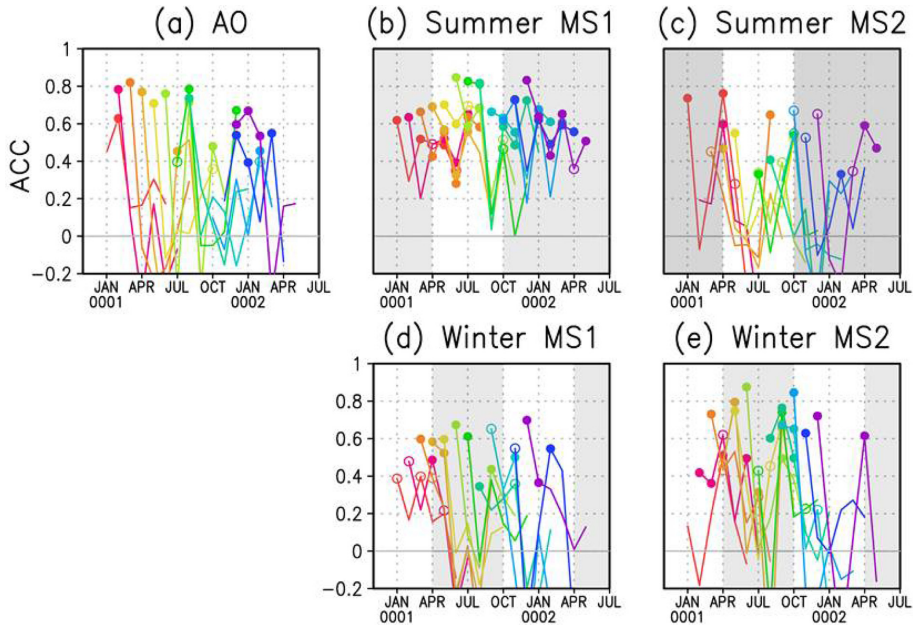 (a) AO
(b) Summer MS1
(c) Summer MS2
ACC
1
0.8
0.6
0.4
0.2
0
−0.2
JAN APR JUL OCT JAN APR JUL
0001 0002
JAN APR JUL OCT JAN APR JUL
0001 0002
JAN APR JUL OCT JAN APR JUL
0001 0002
(d) Winter MS1
(e) Winter MS2
1
0.8
0.6
0.4
0.2
0
−0.2
JAN APR JUL OCT JAN APR JUL
0001 0002
JAN APR JUL OCT JAN APR JUL
0001 0002